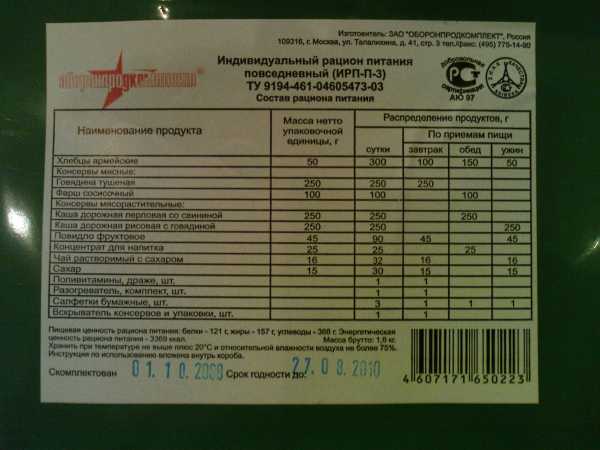 Изготовитель: ЗАО "ОБОРОНПРОДКОМПЛЕКТ", Россия
109316, г. Москва, ул. Талалихина, д. 41, стр. 3 тел./факс: (495) 775-14-90
оборонпродкомплект®
Индивидуальный рацион питания
повседневный (ИРП-П-3)
ТУ 9194-461-04605473-03
Состав рациона питания
добровольная
сертификация
АЮ 97
ЗНАК КАЧЕСТВА
Наименование продукта
Масса нетто
упаковочной
единицы, г
Распределение продуктов, г
сутки
По приемам пищи
завтрак обед ужин
Хлебцы армейские 50 300 100 150 50
Консервы мясные:
Говядина тушеная 250 250 250
Фарш сосисочный 100 100 100
Консервы мясорастительные:
Каша дорожная перловая со свининой 250 250 250
Каша дорожная рисовая с говядиной 250 250 250
Повидло фруктовое 45 90 45 45
Концентрат для напитка 25 25 25
Чай растворимый с сахаром 16 32 16 16
Сахар 15 30 15 15
Поливитамины, драже, шт. 1 1
Разогреватель, комплект, шт. 1 1
Салфетки бумажные, шт. 3 1 1 1
Вскрыватель консервов и упаковки, шт. 1 1
Пищевая ценность рациона питания: белки - 121 г, жиры - 157 г, углеводы - 368 г. Энергетическая
ценность рациона питания - 3369 ккал. Масса брутто: 1,8 кг.
Хранить при температуре не выше плюс 20°С и относительной влажности воздуха не более 75%.
Инструкция по использованию вложена внутрь короба.
Скомплектован 01.10.2008 Срок годности до: 27.08.2010
4 607171 650223